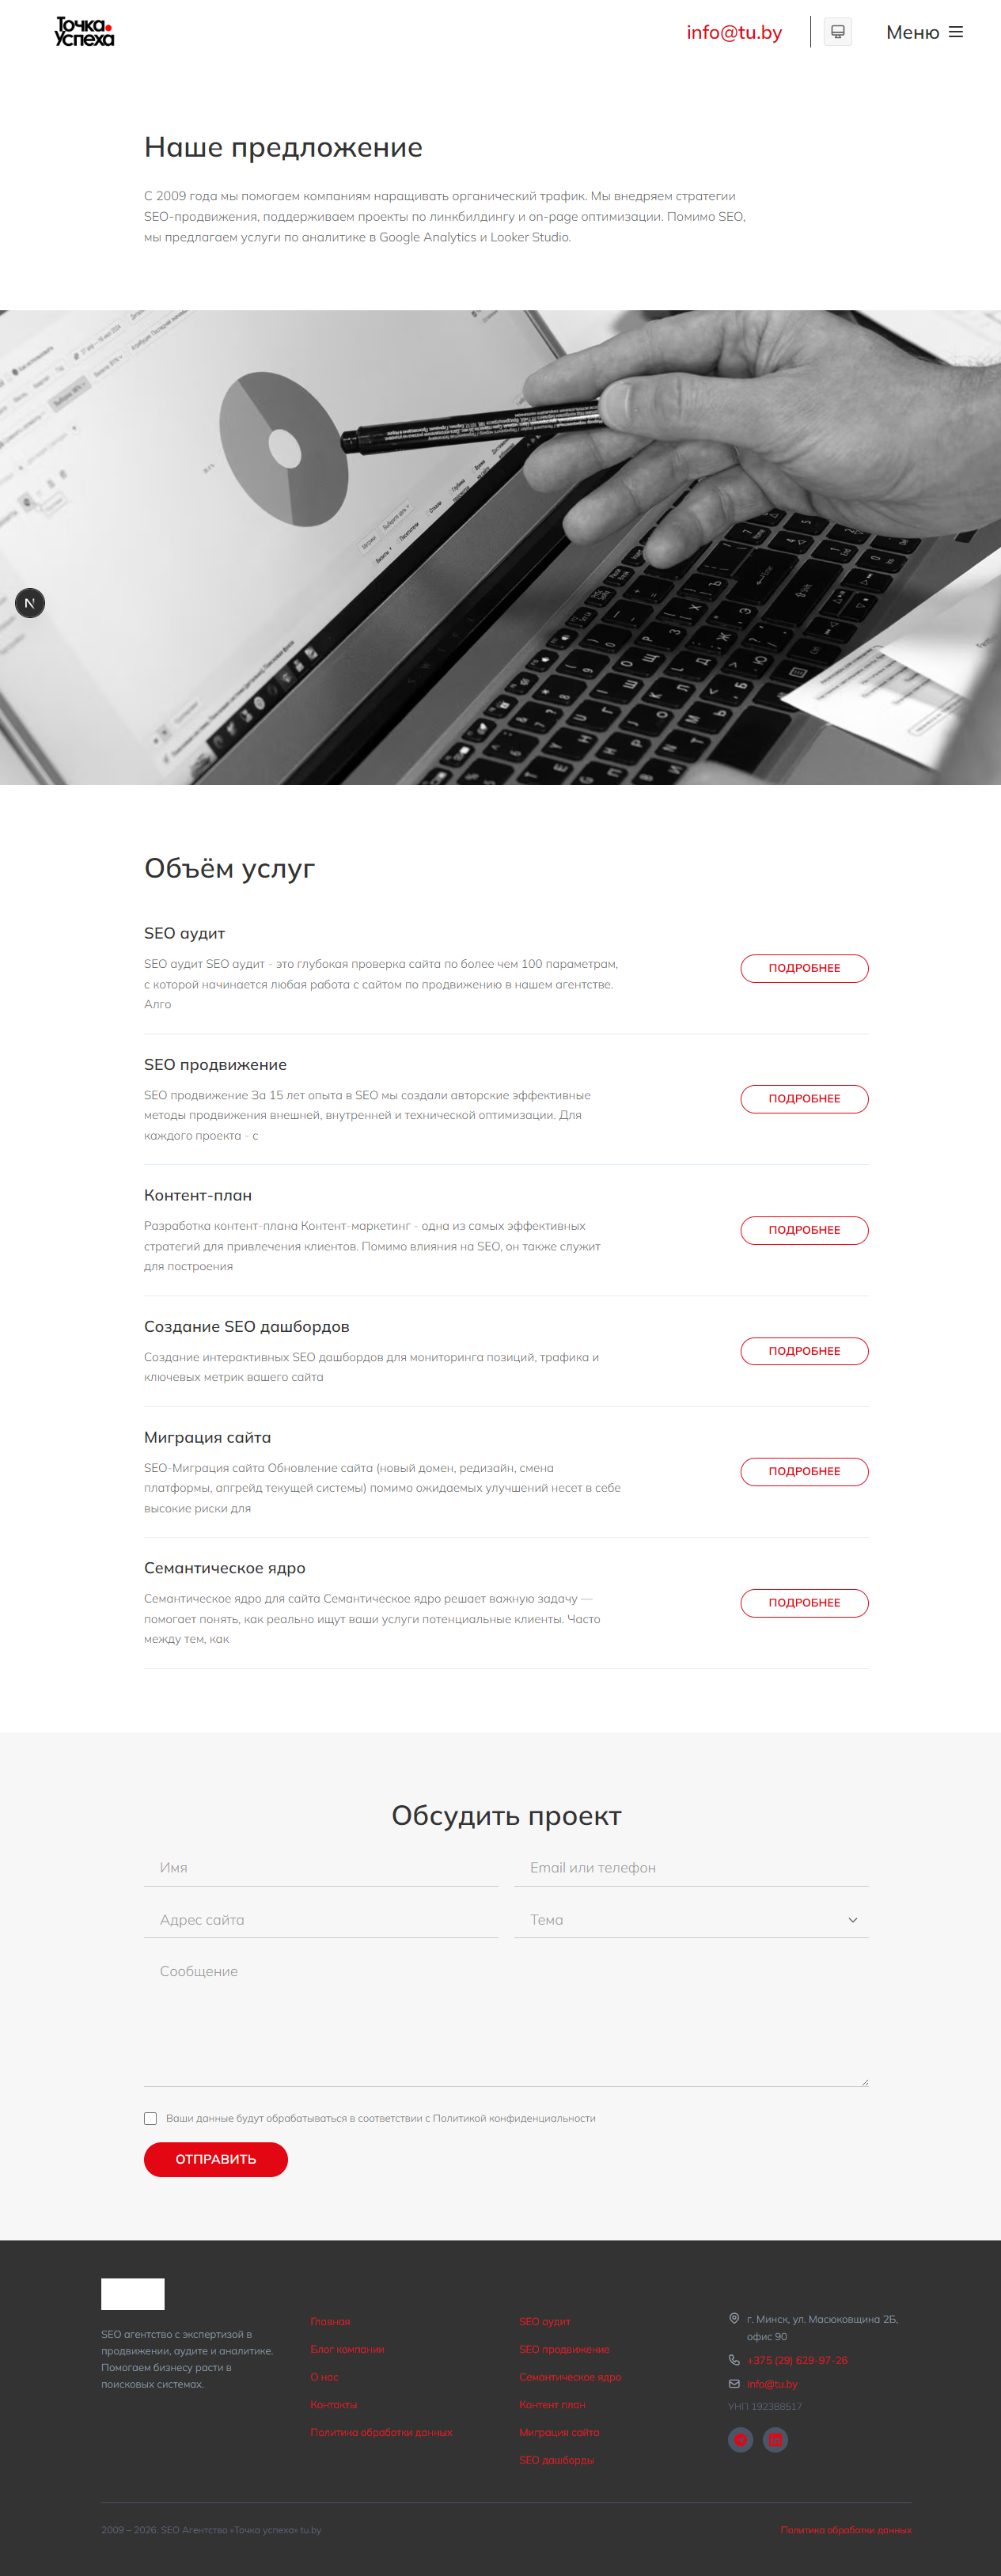 Точка
Успеха
info@tu.by
Меню
Наше предложение
С 2009 года мы помогаем компаниям наращивать органический трафик. Мы внедряем стратегии
SEO-продвижения, поддерживаем проекты по линкбилдингу и on-page оптимизации. Помимо SEO,
мы предлагаем услуги по аналитике в Google Analytics и Looker Studio.
N
Объём услуг
SEO аудит
SEO аудит SEO аудит - это глубокая проверка сайта по более чем 100 параметрам,
с которой начинается любая работа с сайтом по продвижению в нашем агентстве.
Алго
ПОДРОБНЕЕ
SEO продвижение
SEO продвижение За 15 лет опыта в SEO мы создали авторские эффективные
методы продвижения внешней, внутренней и технической оптимизации. Для
каждого проекта - с
ПОДРОБНЕЕ
Контент-план
Разработка контент-плана Контент-маркетинг - одна из самых эффективных
стратегий для привлечения клиентов. Помимо влияния на SEO, он также служит
для построения
ПОДРОБНЕЕ
Создание SEO дашбордов
Создание интерактивных SEO дашбордов для мониторинга позиций, трафика и
ключевых метрик вашего сайта
ПОДРОБНЕЕ
Миграция сайта
SEO-Миграция сайта Обновление сайта (новый домен, редизайн, смена
платформы, апгрейд текущей системы) помимо ожидаемых улучшений несет в себе
высокие риски для
ПОДРОБНЕЕ
Семантическое ядро
Семантическое ядро для сайта Семантическое ядро решает важную задачу —
помогает понять, как реально ищут ваши услуги потенциальные клиенты. Часто
между тем, как
ПОДРОБНЕЕ
Обсудить проект
Имя
Email или телефон
Адрес сайта
Тема
Сообщение
Ваши данные будут обрабатываться в соответствии с Политикой конфиденциальности
ОТПРАВИТЬ
SEO агентство с экспертизой в
продвижении, аудите и аналитике.
Помогаем бизнесу расти в
поисковых системах.
Главная
Блог компании
О нас
Контакты
Политика обработки данных
SEO аудит
SEO продвижение
Семантическое ядро
Контент план
Миграция сайта
SEO дашборды
г. Минск, ул. Масюковщина 2Б,
офис 90
+375 (29) 629-97-26
info@tu.by
УНП 192388517
2009 – 2026. SEO Агентство «Точка успеха» tu.by
Политика обработки данных